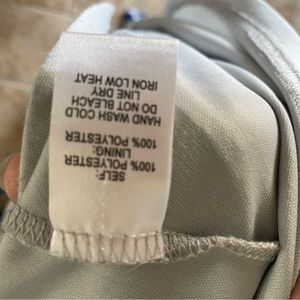 SELF:
100% POLYESTER
LINING:
100% POLYESTER
HAND WASH COLD
DO NOT BLEACH
LINE DRY
IRON LOW HEAT